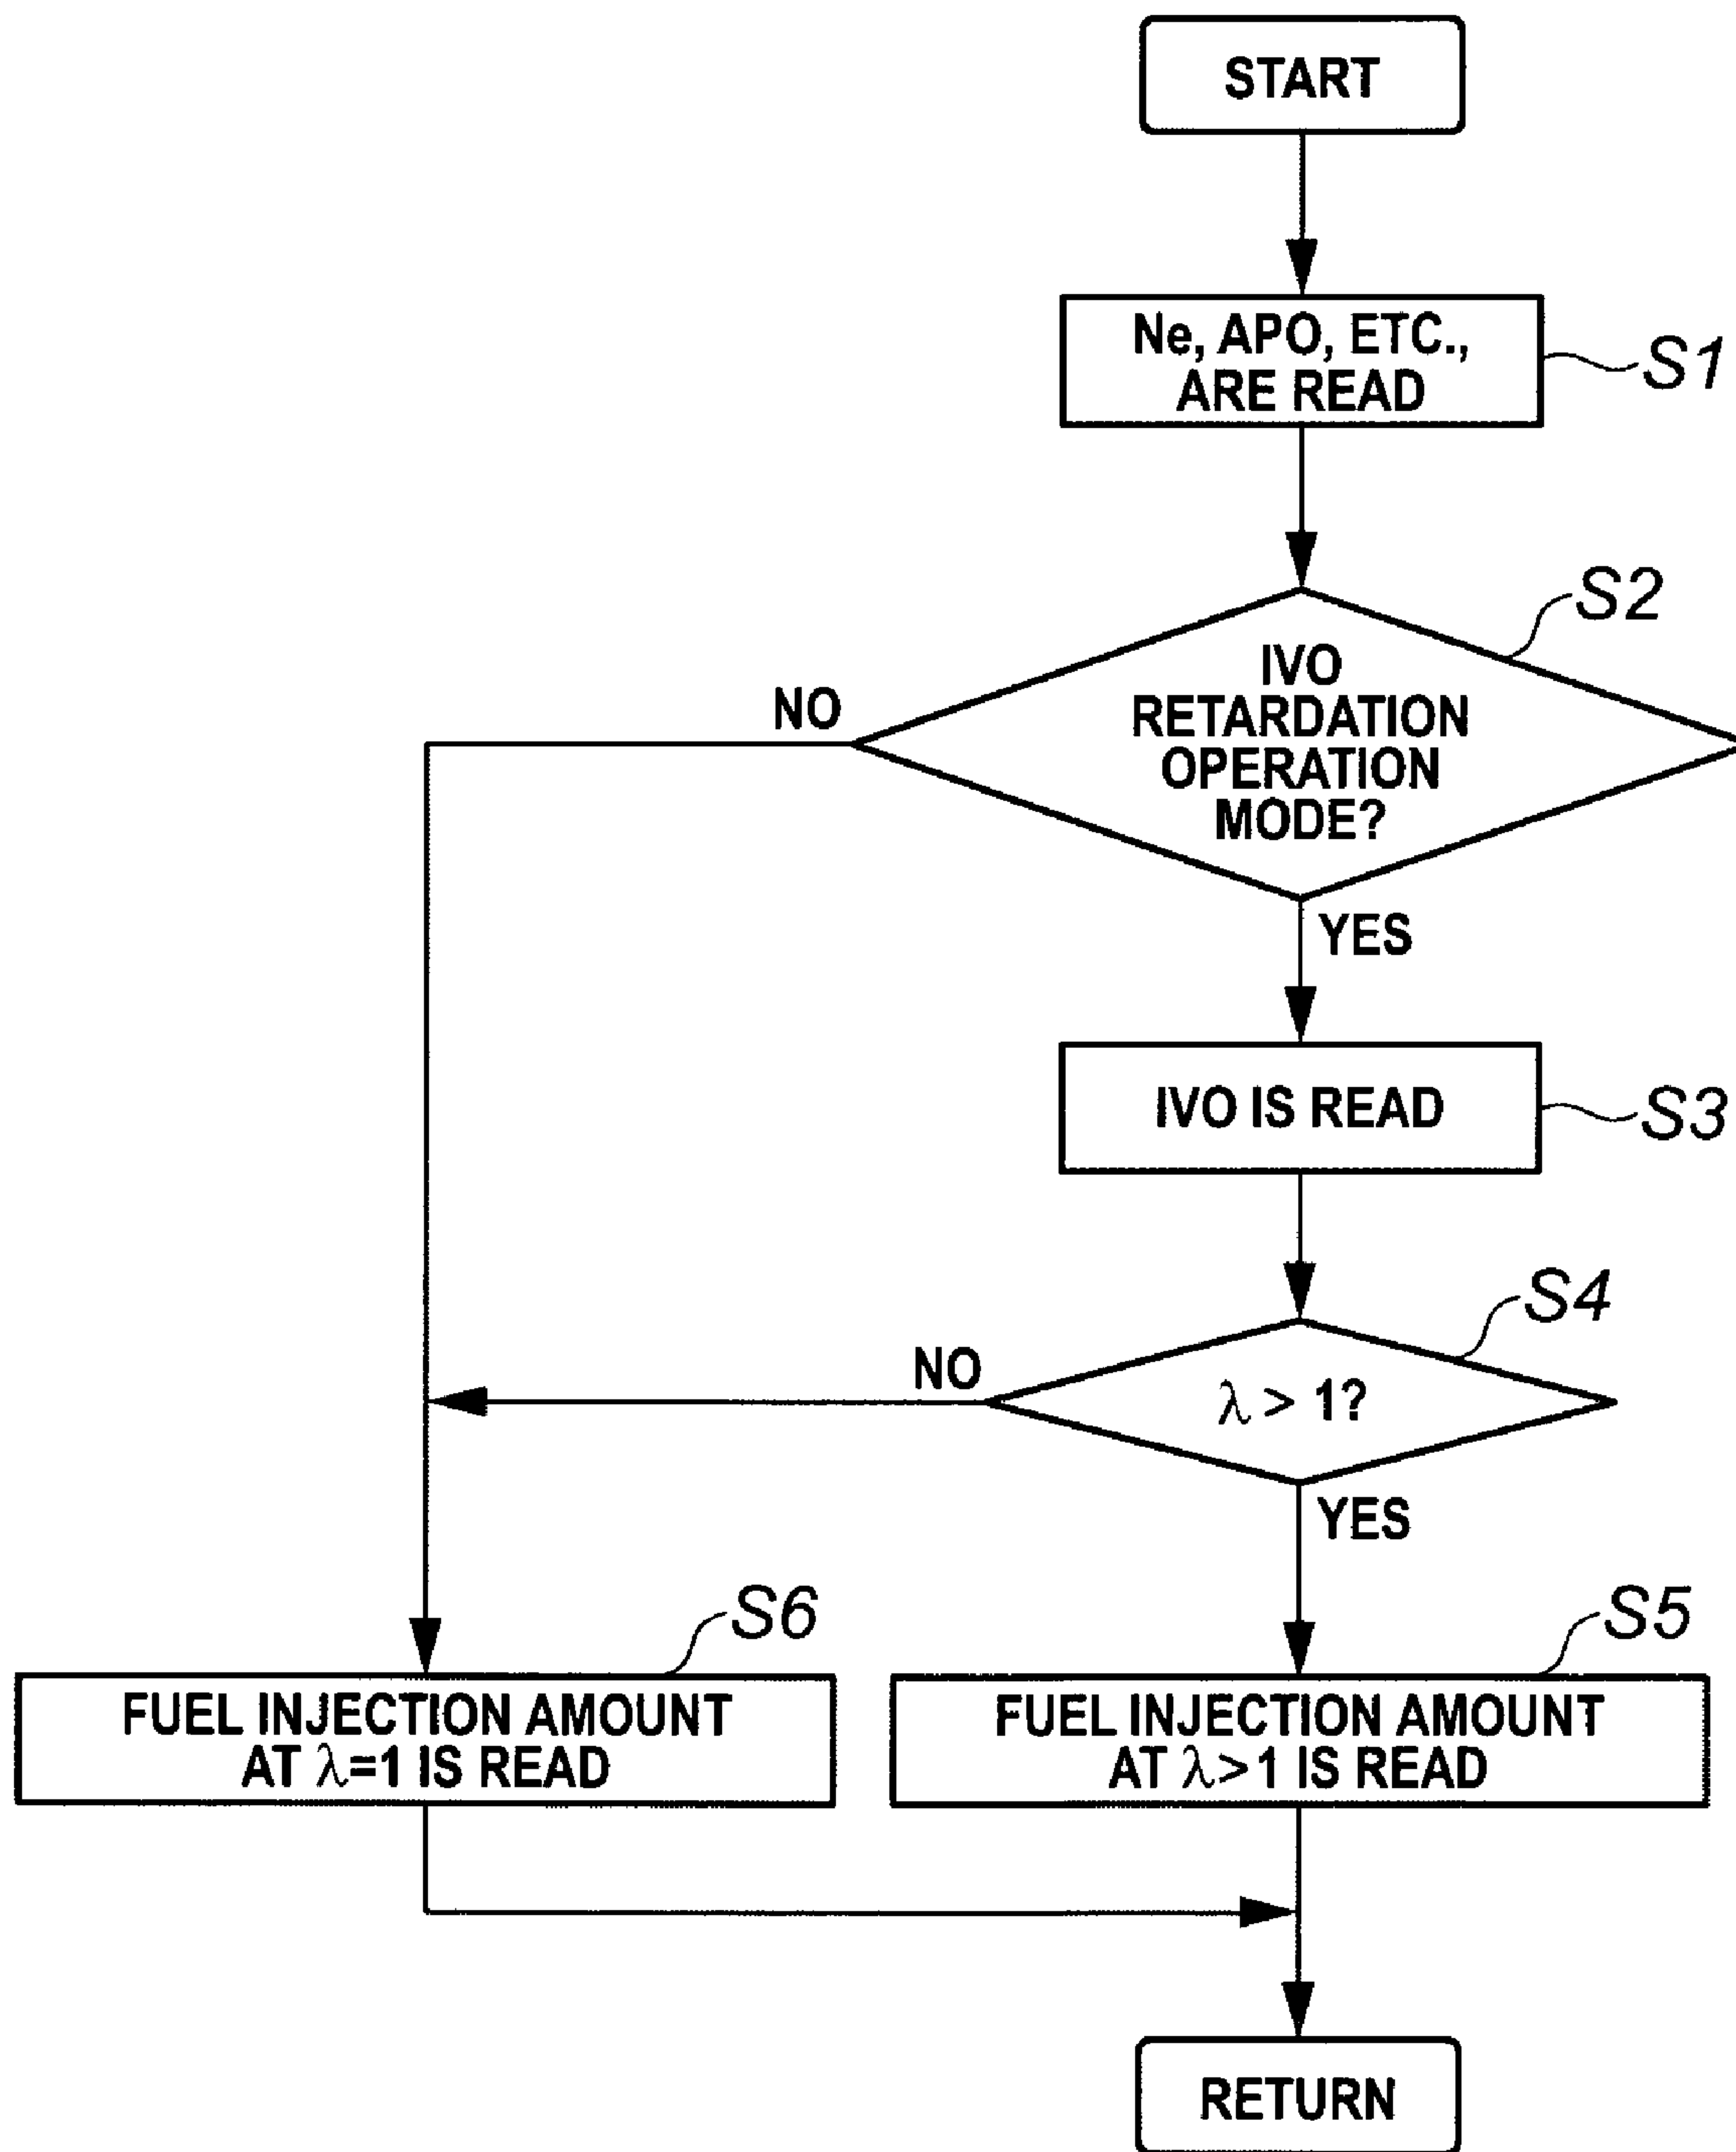 START
Ne, APO, ETC.,
ARE READ
S1
S2
IVO
RETARDATION
OPERATION
MODE?
NO
YES
IVO IS READ
S3
S4
NO
λ > 1?
YES
S6
S5
FUEL INJECTION AMOUNT
AT λ=1 IS READ
FUEL INJECTION AMOUNT
AT λ>1 IS READ
RETURN